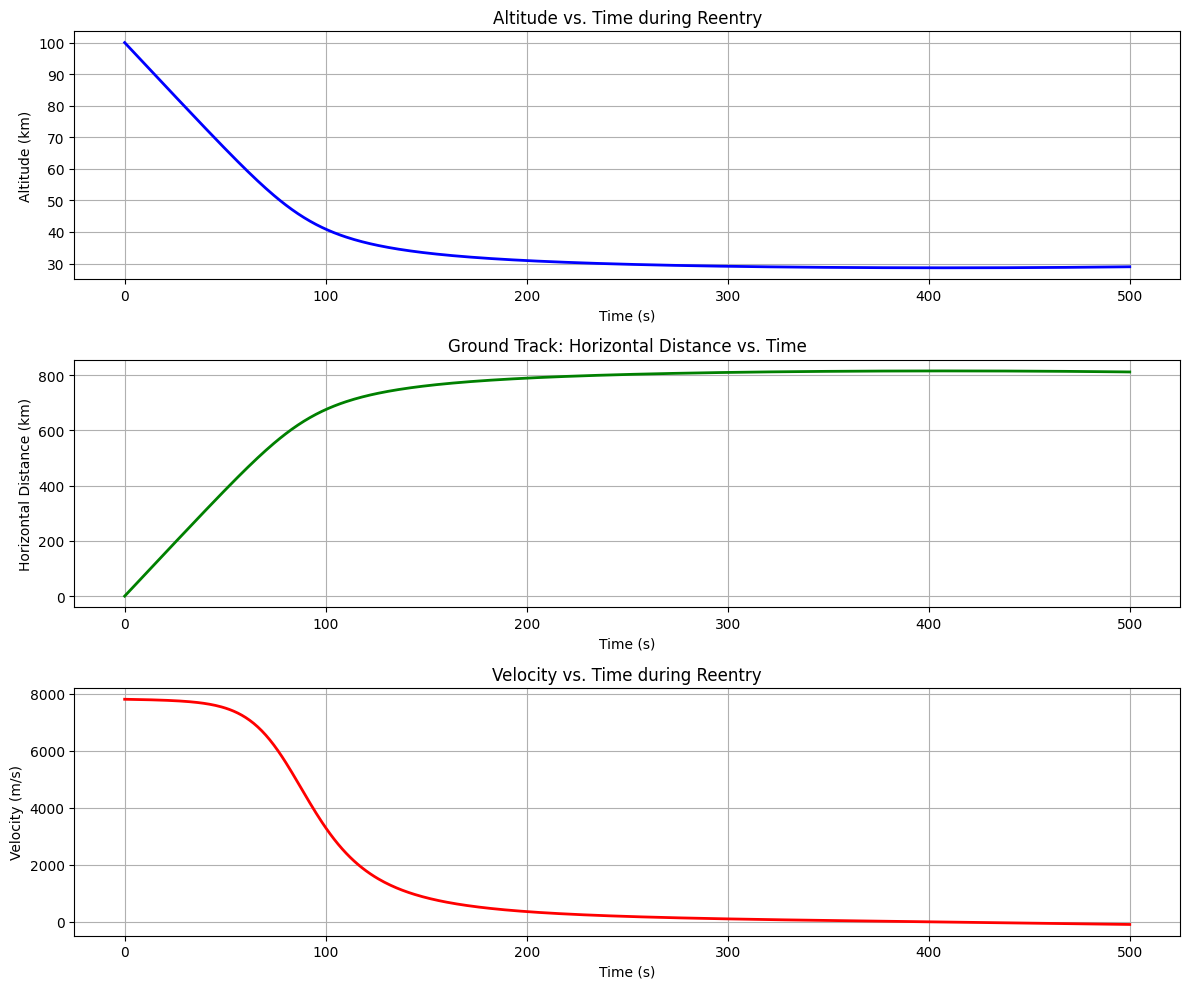 Altitude vs. Time during Reentry
Altitude (km)
100
90
80
70
60
50
40
30
0 100 200 300 400 500
Time (s)
Ground Track: Horizontal Distance vs. Time
Horizontal Distance (km)
800
600
400
200
0
0 100 200 300 400 500
Time (s)
Velocity vs. Time during Reentry
Velocity (m/s)
8000
6000
4000
2000
0
0 100 200 300 400 500
Time (s)